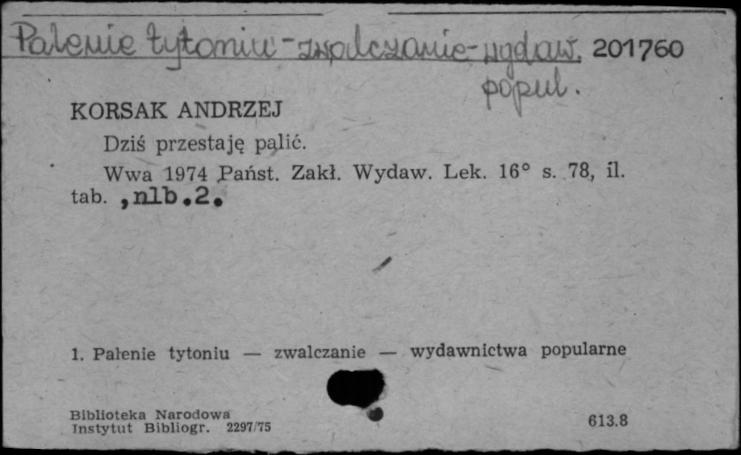 Palenie tytoniu - zwalczanie - wydaw. 201760
popul.
KORSAK ANDRZEJ
Dziś przestaję palić.
Wwa 1974 Państ. Zakł. Wydaw. Lek. 16° s. 78, il.
tab. , nlb.2.
1. Palenie tytoniu — zwalczanie — wydawnictwa popularne
Biblioteka Narodowa
Instytut Bibliogr. 2297/75
613.8